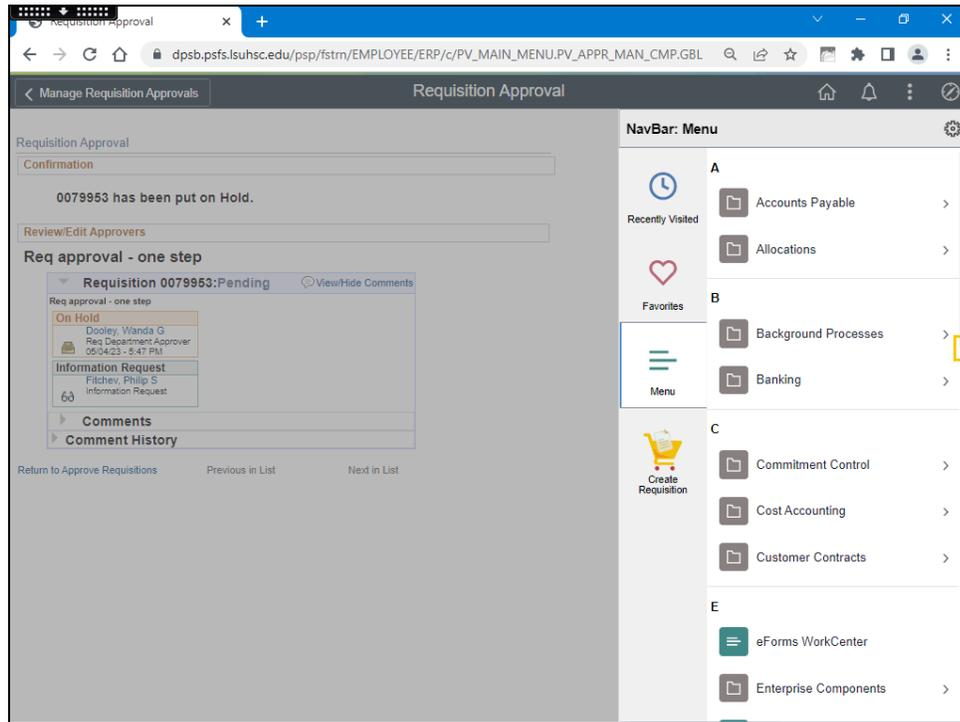 Requisition Approval
dpsb.psfs.lsuhsc.edu/psp/fstrn/EMPLOYEE/ERP/c/PV_MAIN_MENU.PV_APPR_MAN_CMP.GBL
Manage Requisition Approvals
Requisition Approval
NavBar: Menu
Requisition Approval
Confirmation
0079953 has been put on Hold.
Review/Edit Approvers
Req approval - one step
Requisition 0079953:Pending
View/Hide Comments
Req approval - one step
On Hold
Dooley, Wanda G
Req Department Approver
05/04/23 - 5:47 PM
Information Request
Fitchev, Philip S
Information Request
Comments
Comment History
Return to Approve Requisitions
Previous in List
Next in List
Recently Visited
Favorites
Menu
Create
Requisition
A
Accounts Payable
Allocations
B
Background Processes
Banking
C
Commitment Control
Cost Accounting
Customer Contracts
E
eForms WorkCenter
Enterprise Components